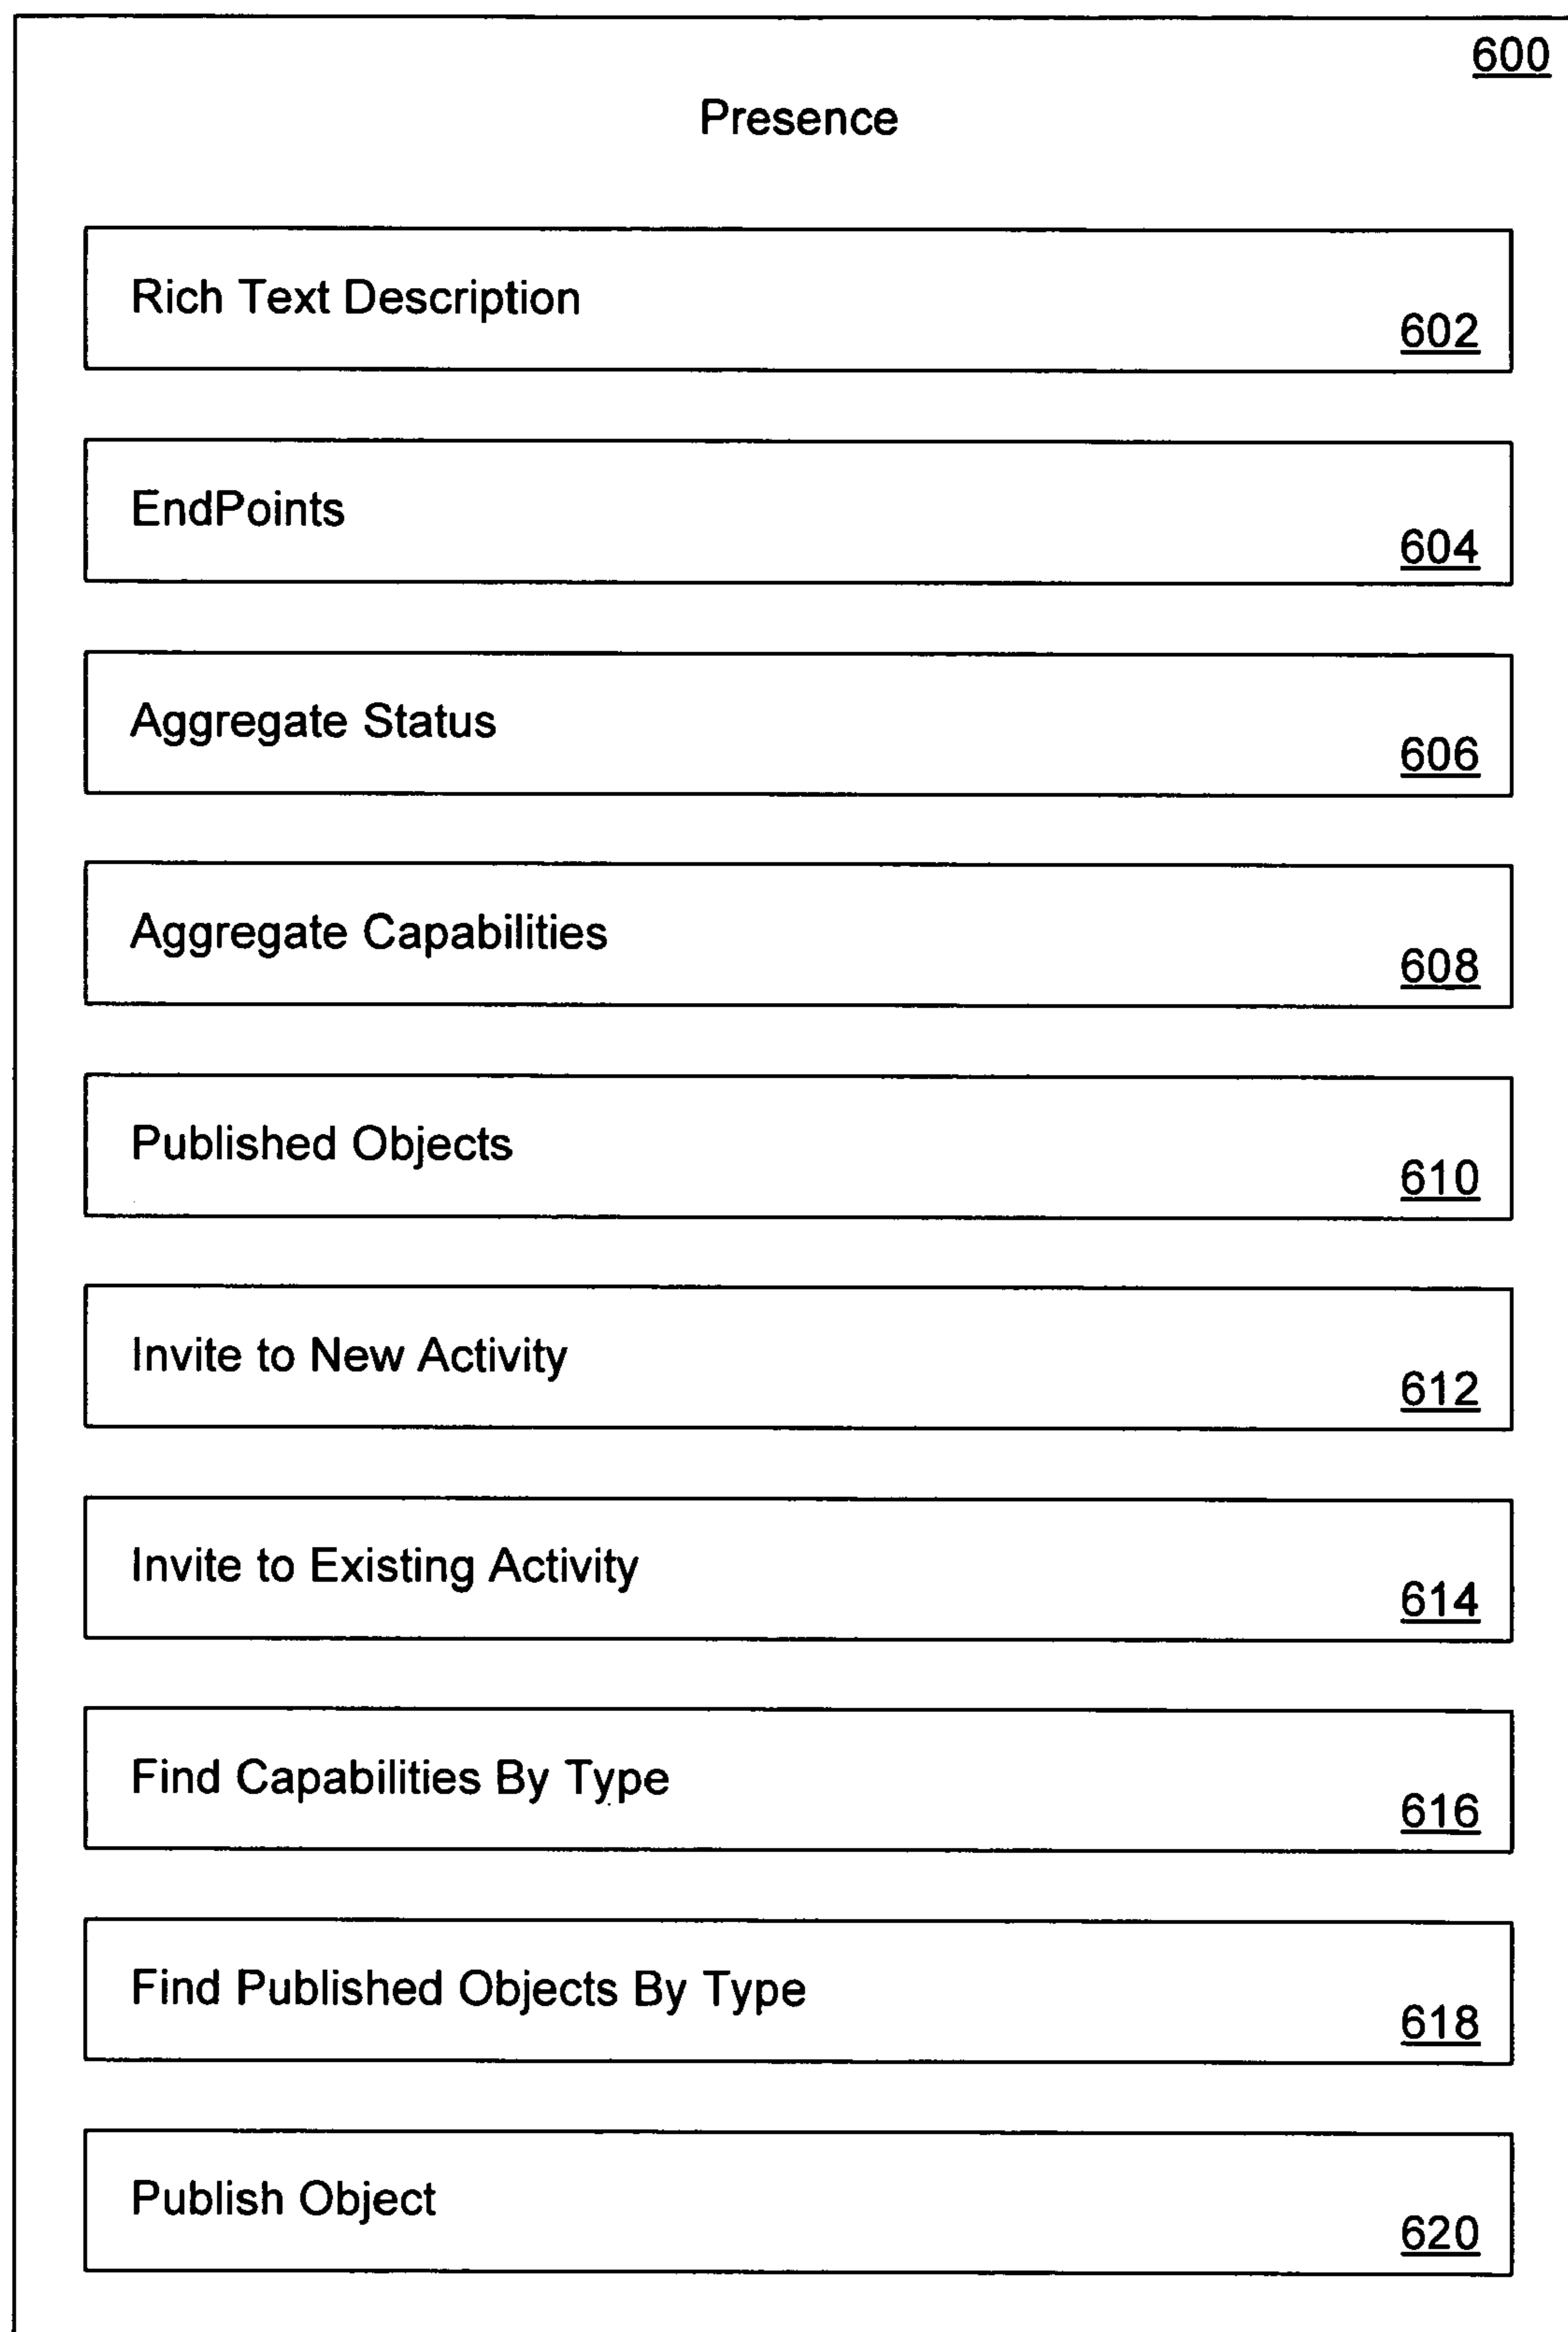 600
Presence
Rich Text Description
602
EndPoints
604
Aggregate Status
606
Aggregate Capabilities
608
Published Objects
610
Invite to New Activity
612
Invite to Existing Activity
614
Find Capabilities By Type
616
Find Published Objects By Type
618
Publish Object
620